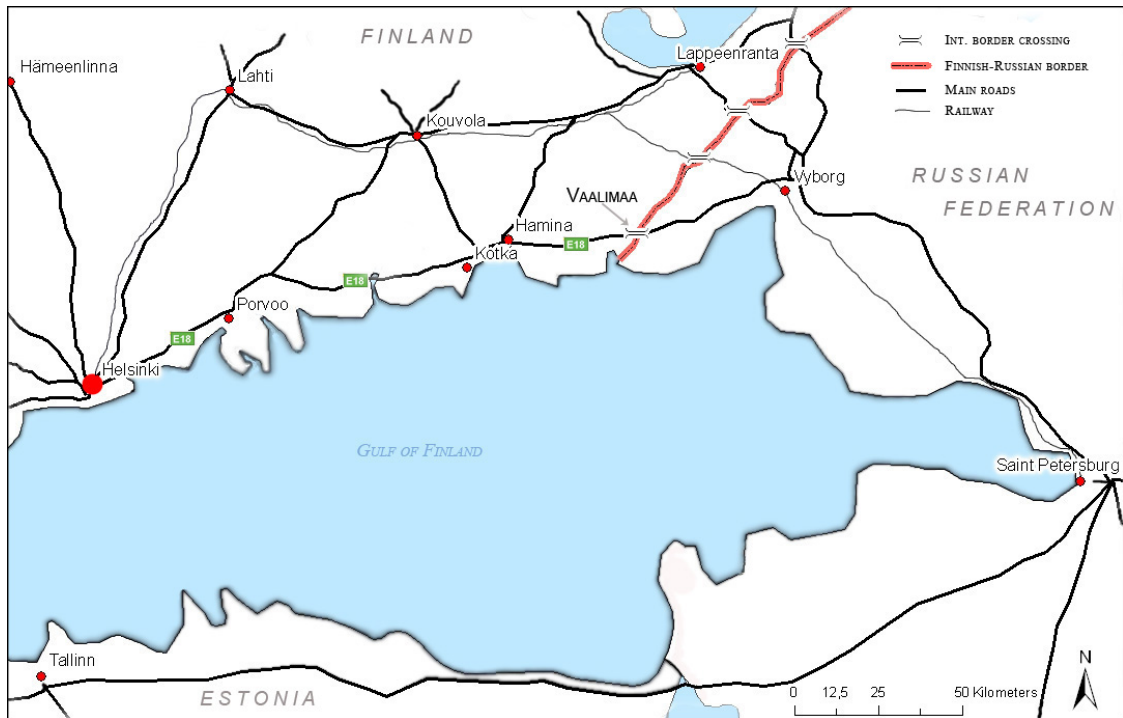 FINLAND
INT. BORDER CROSSING
FINNISH-RUSSIAN BORDER
MAIN ROADS
RAILWAY
Hämeenlinna
Lahti
Lappeenranta
Kouvola
Vyborg
RUSSIAN
FEDERATION
VAALIMAA
Hamina
E18
Kotka
E18
Porvoo
E18
Helsinki
GULF OF FINLAND
Saint Petersburg
Tallinn
ESTONIA
N
0 12,5 25 50 Kilometers